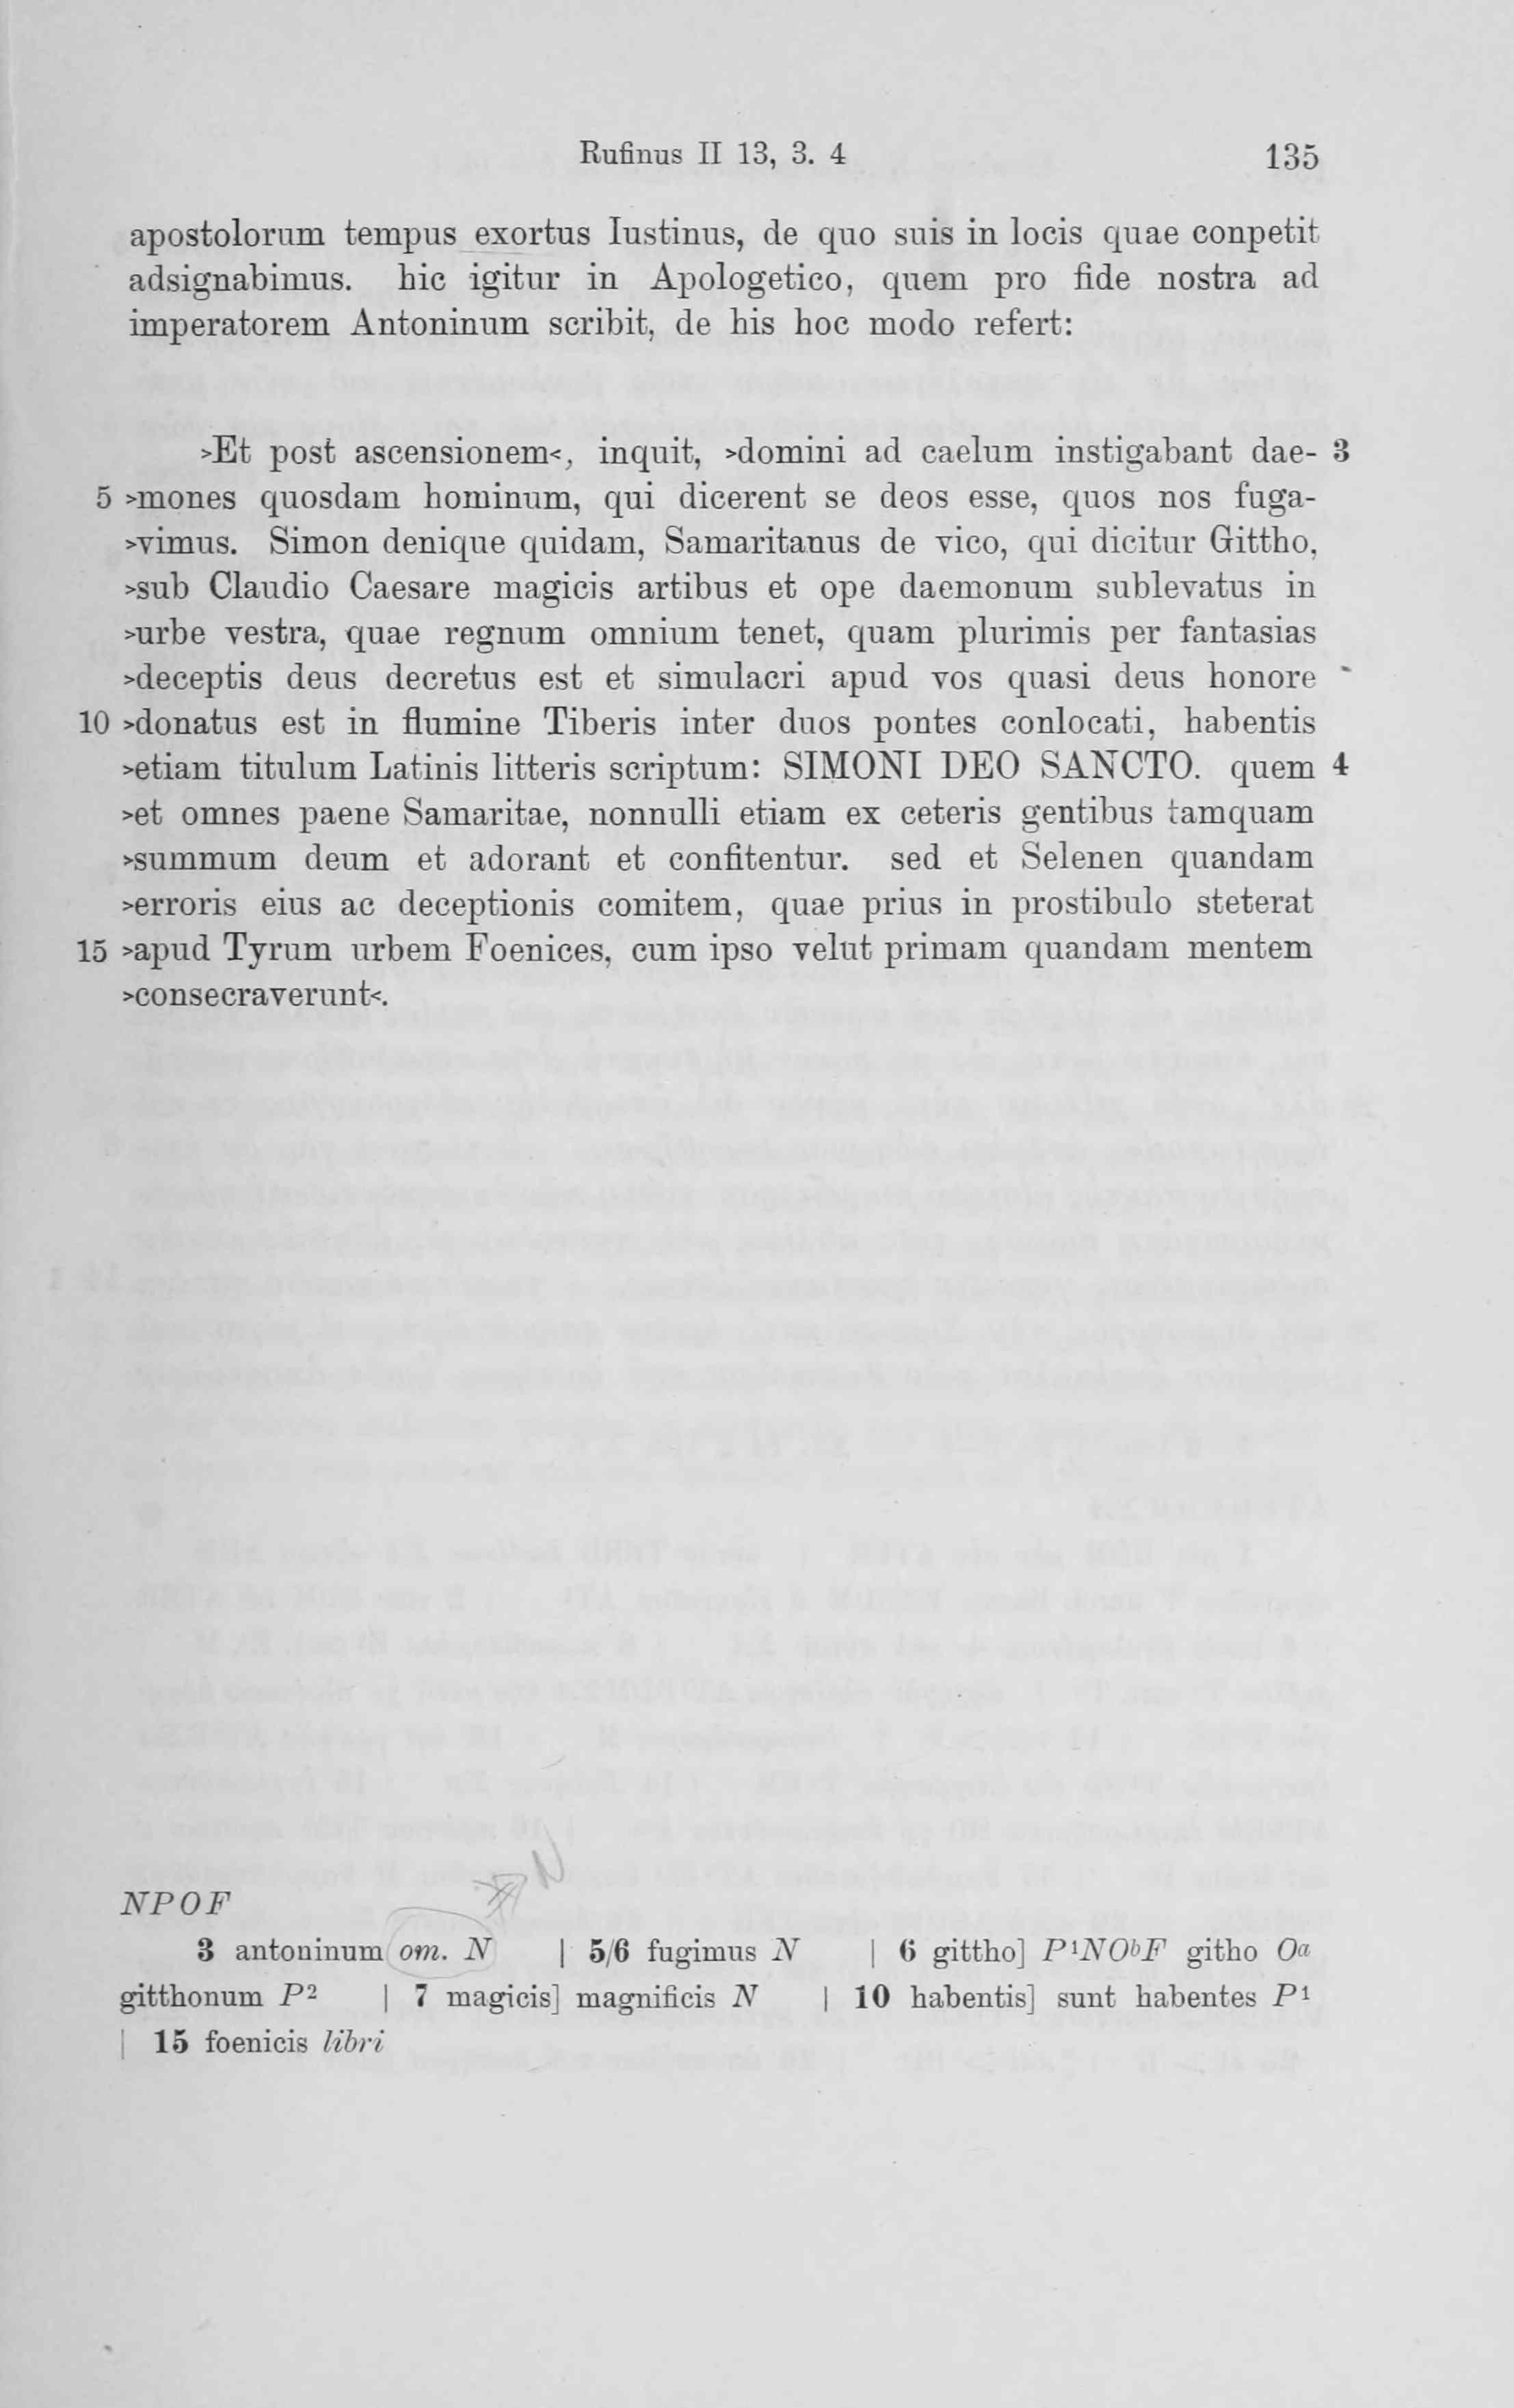 Rufinus II 13, 3. 4 135
apostolorum tempus exortus Iustinus, de quo suis in locis quae conpetit
adsignabimus. hic igitur in Apologetico, quem pro fide nostra ad
imperatorem Antoninum scribit, de his hoc modo refert:
>Et post ascensionem<, inquit, >domini ad caelum instigabant dae- 3
5 >mones quosdam hominum, qui dicerent se deos esse, quos nos fuga-
>vimus. Simon denique quidam, Samaritanus de vico, qui dicitur Gittho,
>sub Claudio Caesare magicis artibus et ope daemonum sublevatus in
>urbe vestra, quae regnum omnium tenet, quam plurimis per fantasias
>deceptis deus decretus est et simulacri apud vos quasi deus honore
10 >donatus est in flumine Tiberis inter duos pontes conlocati, habentis
>etiam titulum Latinis litteris scriptum: SIMONI DEO SANCTO. quem 4
>et omnes paene Samaritae, nonnulli etiam ex ceteris gentibus tamquam
>summum deum et adorant et confitentur. sed et Selenen quandam
>erroris eius ac deceptionis comitem, quae prius in prostibulo steterat
15 >apud Tyrum urbem Foenices, cum ipso velut primam quandam mentem
>consecraverunt<.
N
NPOF
3 antoninum om. N | 5/6 fugimus N | 6 gittho] P¹NOᵇF githo Oᵃ
gitthonum P² | 7 magicis] magnificis N | 10 habentis] sunt habentes P¹
| 15 foenicis libri